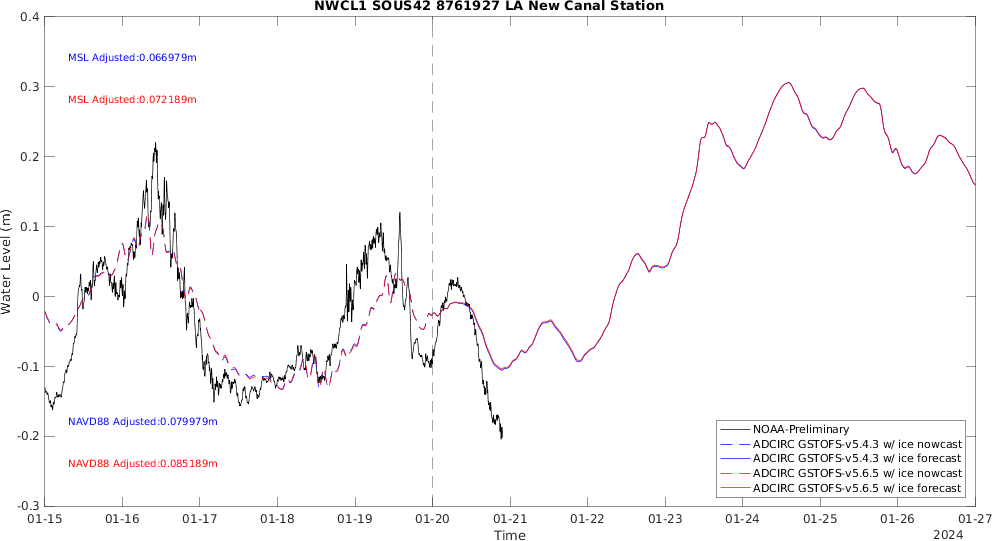 NWCL1 SOUS42 8761927 LA New Canal Station
0.4
0.3
0.2
0.1
0
-0.1
-0.2
-0.3
Water Level (m)
MSL Adjusted:0.066979m
MSL Adjusted:0.072189m
NAVD88 Adjusted:0.079979m
NAVD88 Adjusted:0.085189m
NOAA-Preliminary
ADCIRC GSTOFS-v5.4.3 w/ ice nowcast
ADCIRC GSTOFS-v5.4.3 w/ ice forecast
ADCIRC GSTOFS-v5.6.5 w/ ice nowcast
ADCIRC GSTOFS-v5.6.5 w/ ice forecast
01-15 01-16 01-17 01-18 01-19 01-20 01-21 01-22 01-23 01-24 01-25 01-26 01-27
Time
2024